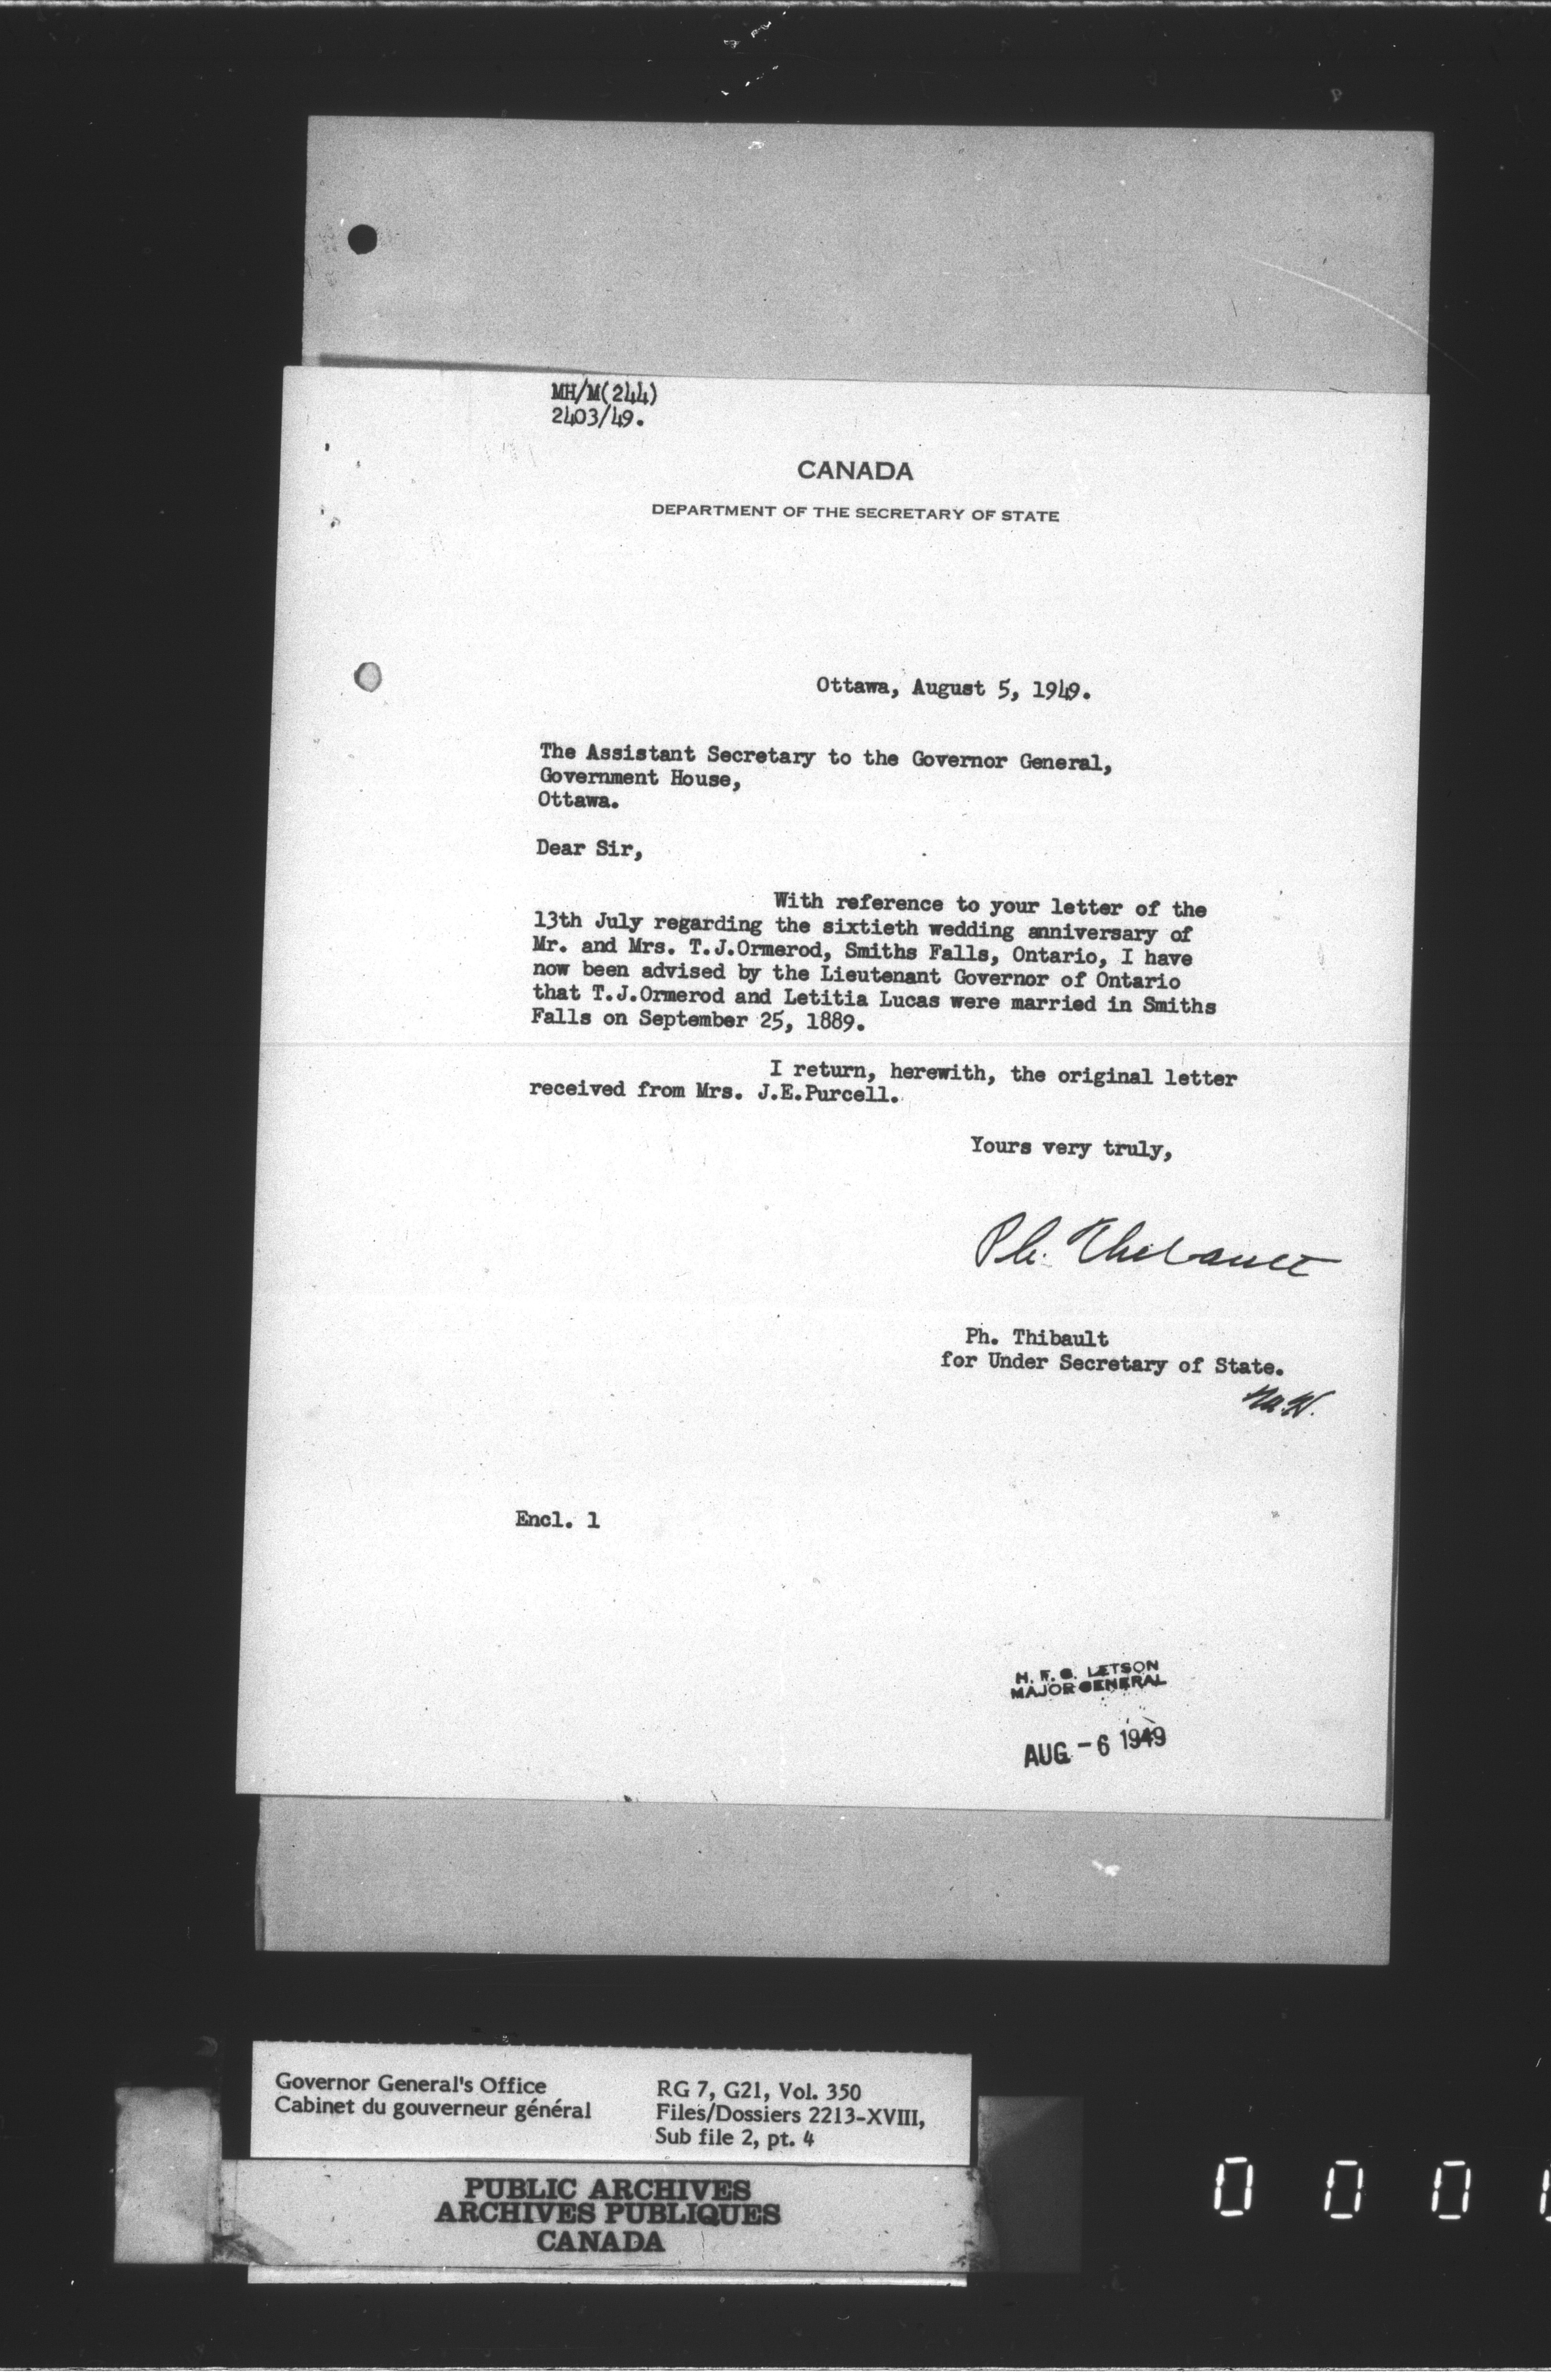 MH/M(244)
2403/49.
CANADA
DEPARTMENT OF THE SECRETARY OF STATE
Ottawa, August 5, 1949.
The Assistant Secretary to the Governor General,
Government House,
Ottawa.
Dear Sir,
With reference to your letter of the
13th July regarding the sixtieth wedding anniversary of
Mr. and Mrs. T.J.Ormerod, Smiths Falls, Ontario, I have
now been advised by the Lieutenant Governor of Ontario
that T.J.Ormerod and Letitia Lucas were married in Smiths
Falls on September 25, 1889.
I return, herewith, the original letter
received from Mrs. J.E.Purcell.
Yours very truly,
Ph. Thibault
Ph. Thibault
for Under Secretary of State.
Encl. 1
H. F. G. LETSON
MAJOR GENERAL
AUG - 6 1949
Governor General's Office
Cabinet du gouverneur général
RG 7, G21, Vol. 350
Files/Dossiers 2213-XVIII,
Sub file 2, pt. 4
PUBLIC ARCHIVES
ARCHIVES PUBLIQUES
CANADA
0 0 0